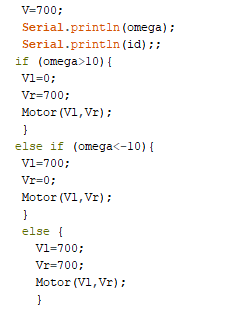 V=700;
Serial.println(omega);
Serial.println(id);;
if (omega>10){
Vl=0;
Vr=700;
Motor(Vl,Vr);
}
else if (omega<-10){
Vl=700;
Vr=0;
Motor(Vl,Vr);
}
else {
Vl=700;
Vr=700;
Motor(Vl,Vr);
}